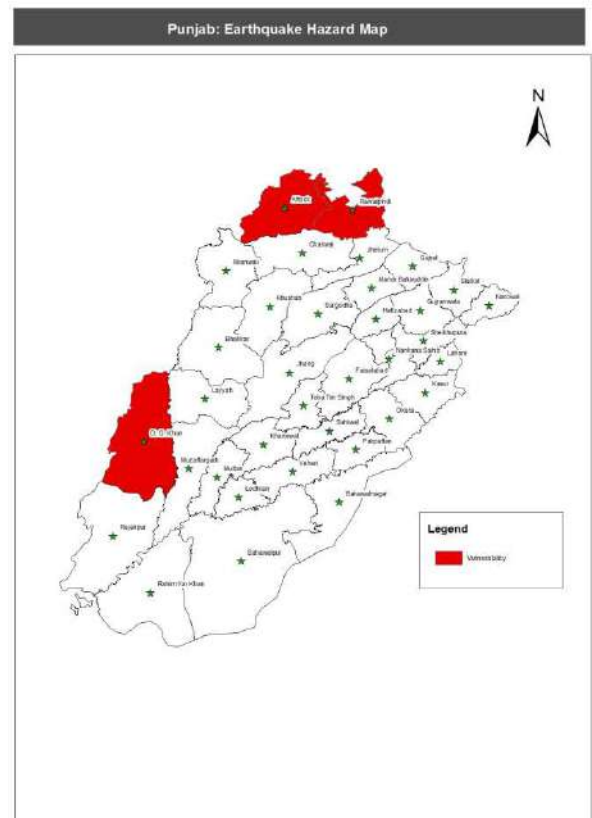 Punjab: Earthquake Hazard Map
N
Attock
Rawalpindi
Chakwal
Jhelum
Mianwali
Gujrat
Sialkot
Khushab
Mandi Bahauddin
Narowal
Sargodha
Hafizabad
Gujranwala
Bhakkar
Sheikhupura
Nankana Sahib
Lahore
Jhang
Faisalabad
Layyah
Kasur
Toba Tek Singh
Okara
D. G. Khan
Khanewal
Sahiwal
Pakpattan
Muzaffargarh
Multan
Vehari
Lodhran
Bahawalnagar
Rajanpur
Bahawalpur
Rahim Yar Khan
Legend
Vulnerability